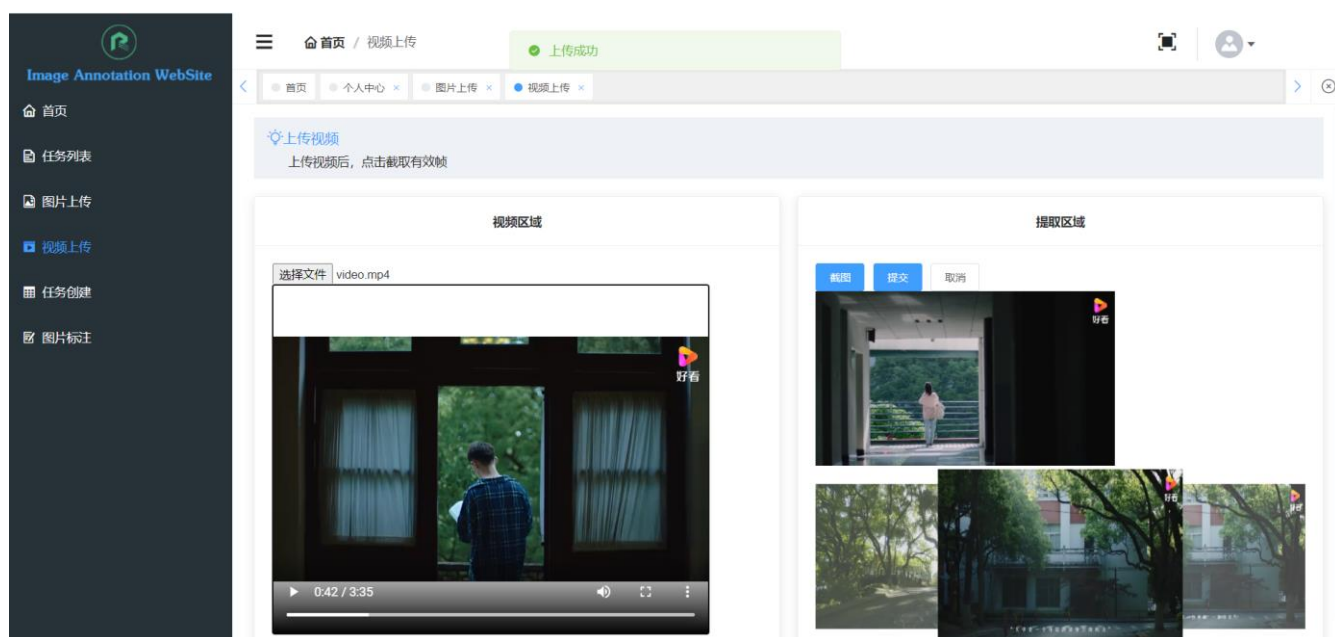 Image Annotation WebSite
首页
任务列表
图片上传
视频上传
任务创建
图片标注
首页 / 视频上传
上传成功
首页 个人中心 × 图片上传 × 视频上传 ×
上传视频
上传视频后，点击截取有效帧
视频区域
选择文件 video.mp4
好看
0:42 / 3:35
提取区域
截图 提交 取消
好看
好看
好看